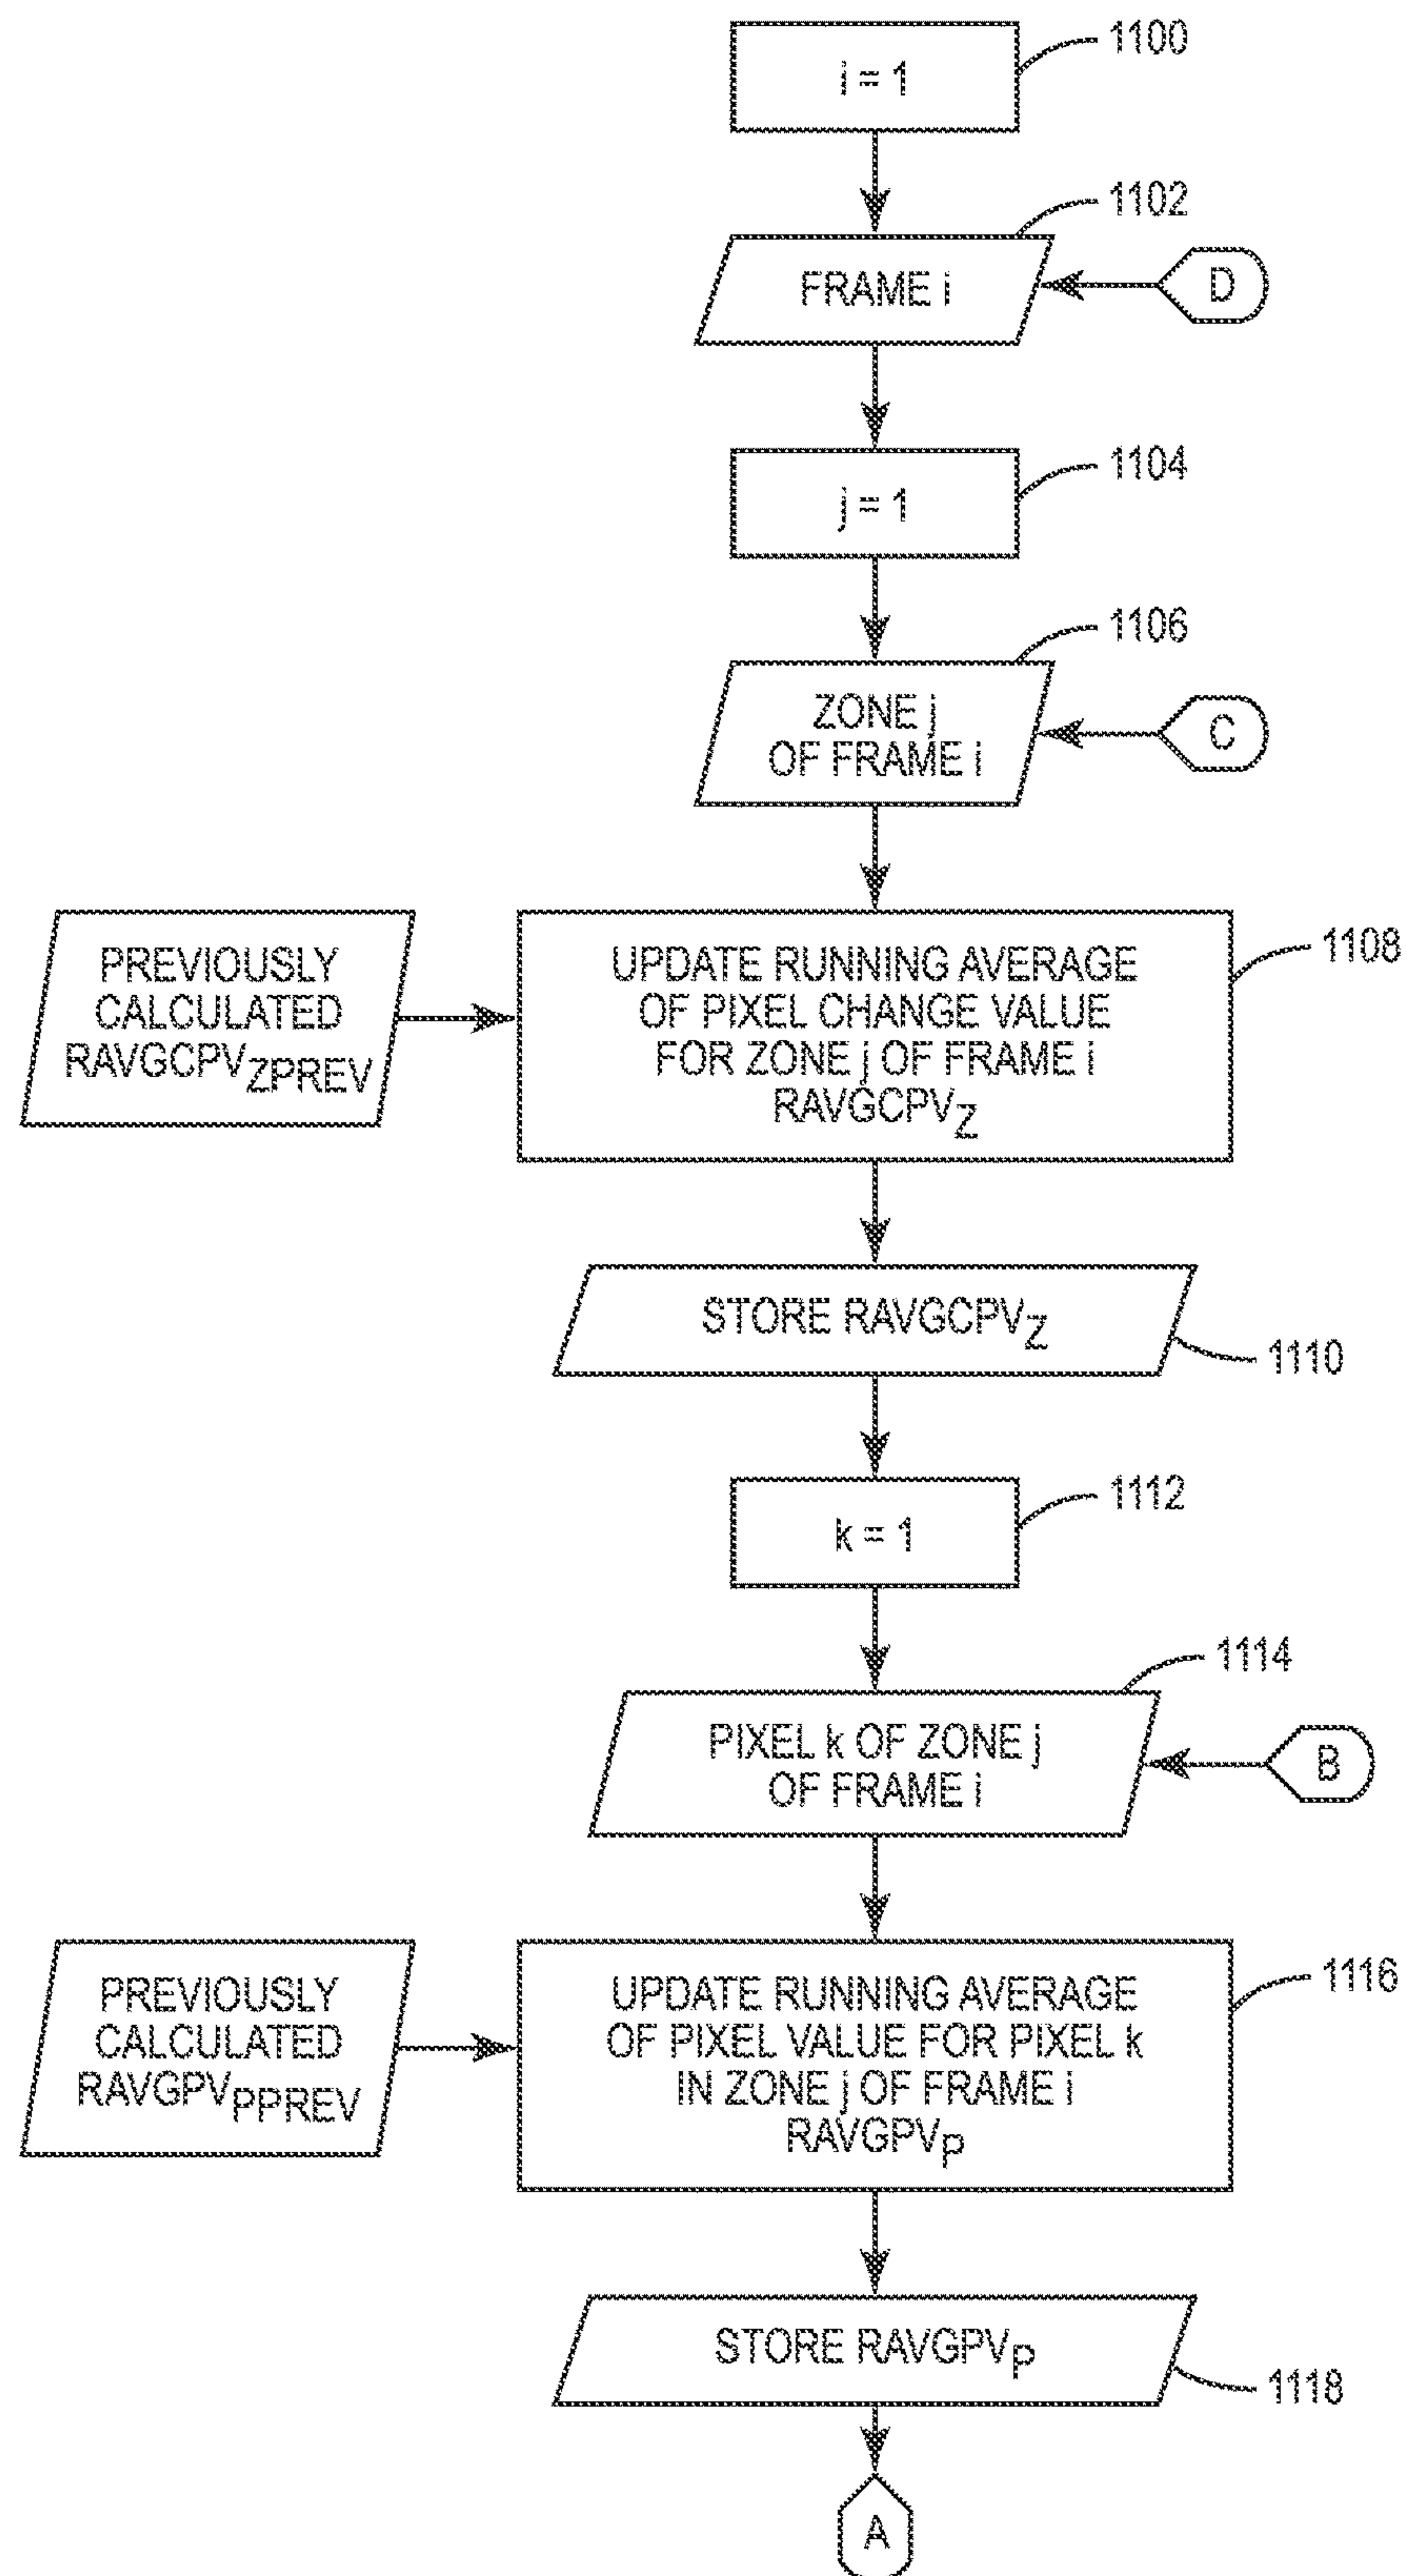 1100
i = 1
1102
FRAME i
D
1104
j = 1
1106
ZONE j
OF FRAME i
C
PREVIOUSLY
CALCULATED
RAVGCPVZPREV
UPDATE RUNNING AVERAGE
OF PIXEL CHANGE VALUE
FOR ZONE j OF FRAME i
RAVGCPVZ
1108
STORE RAVGCPVZ
1110
k = 1
1112
1114
PIXEL k OF ZONE j
OF FRAME i
B
PREVIOUSLY
CALCULATED
RAVGPVPPREV
UPDATE RUNNING AVERAGE
OF PIXEL VALUE FOR PIXEL k
IN ZONE j OF FRAME i
RAVGPVP
1116
STORE RAVGPVP
1118
A